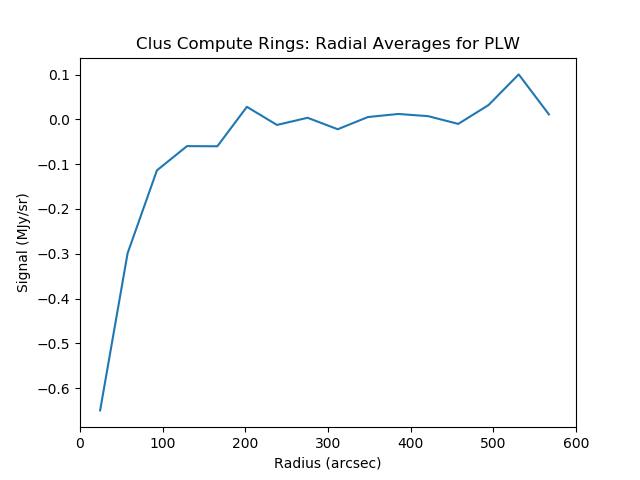 Clus Compute Rings: Radial Averages for PLW
0.1
0.0
−0.1
−0.2
−0.3
−0.4
−0.5
−0.6
Signal (MJy/sr)
0 100 200 300 400 500 600
Radius (arcsec)